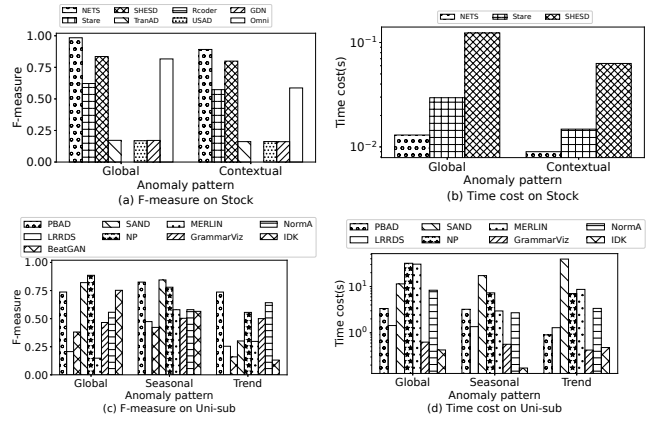 NETS SHESD Rcoder GDN
Stare TranAD USAD Omni
1.00
0.75
0.50
0.25
0.00
F-measure
Global Contextual
Anomaly pattern
(a) F-measure on Stock
NETS Stare SHESD
10⁻¹
10⁻²
Time cost(s)
Global Contextual
Anomaly pattern
(b) Time cost on Stock
PBAD SAND MERLIN NormA
LRRDS NP GrammarViz IDK
BeatGAN
1.00
0.75
0.50
0.25
0.00
F-measure
Global Seasonal Trend
Anomaly pattern
(c) F-measure on Uni-sub
PBAD SAND MERLIN NormA
LRRDS NP GrammarViz IDK
10¹
10⁰
Time cost(s)
Global Seasonal Trend
Anomaly pattern
(d) Time cost on Uni-sub